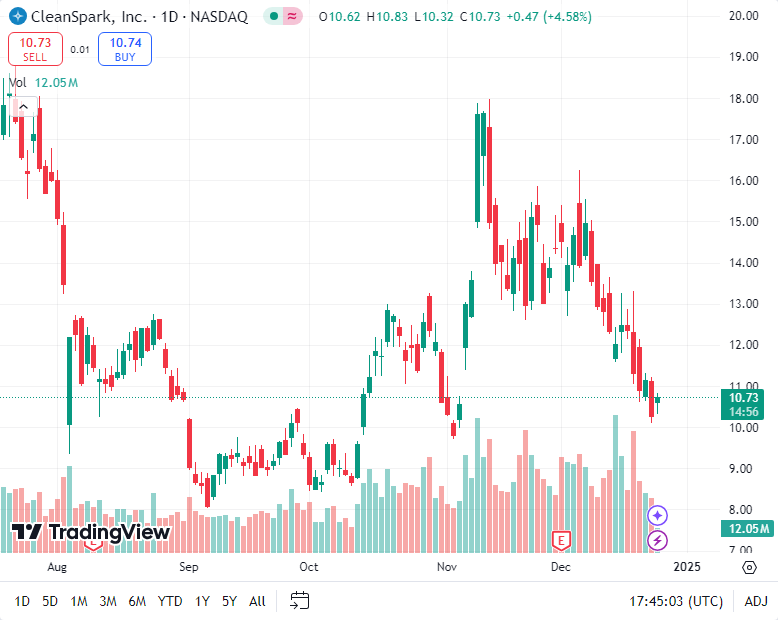 CleanSpark, Inc. · 1D · NASDAQ O10.62 H10.83 L10.32 C10.73 +0.47 (+4.58%)
10.73 SELL 0.01 10.74 BUY
Vol 12.05M
20.00
19.00
18.00
17.00
16.00
15.00
14.00
13.00
12.00
11.00
10.73
14:56
10.00
9.00
8.00
12.05M
7.00
TradingView
E
E
Aug Sep Oct Nov Dec 2025
1D 5D 1M 3M 6M YTD 1Y 5Y All 17:45:03 (UTC) ADJ